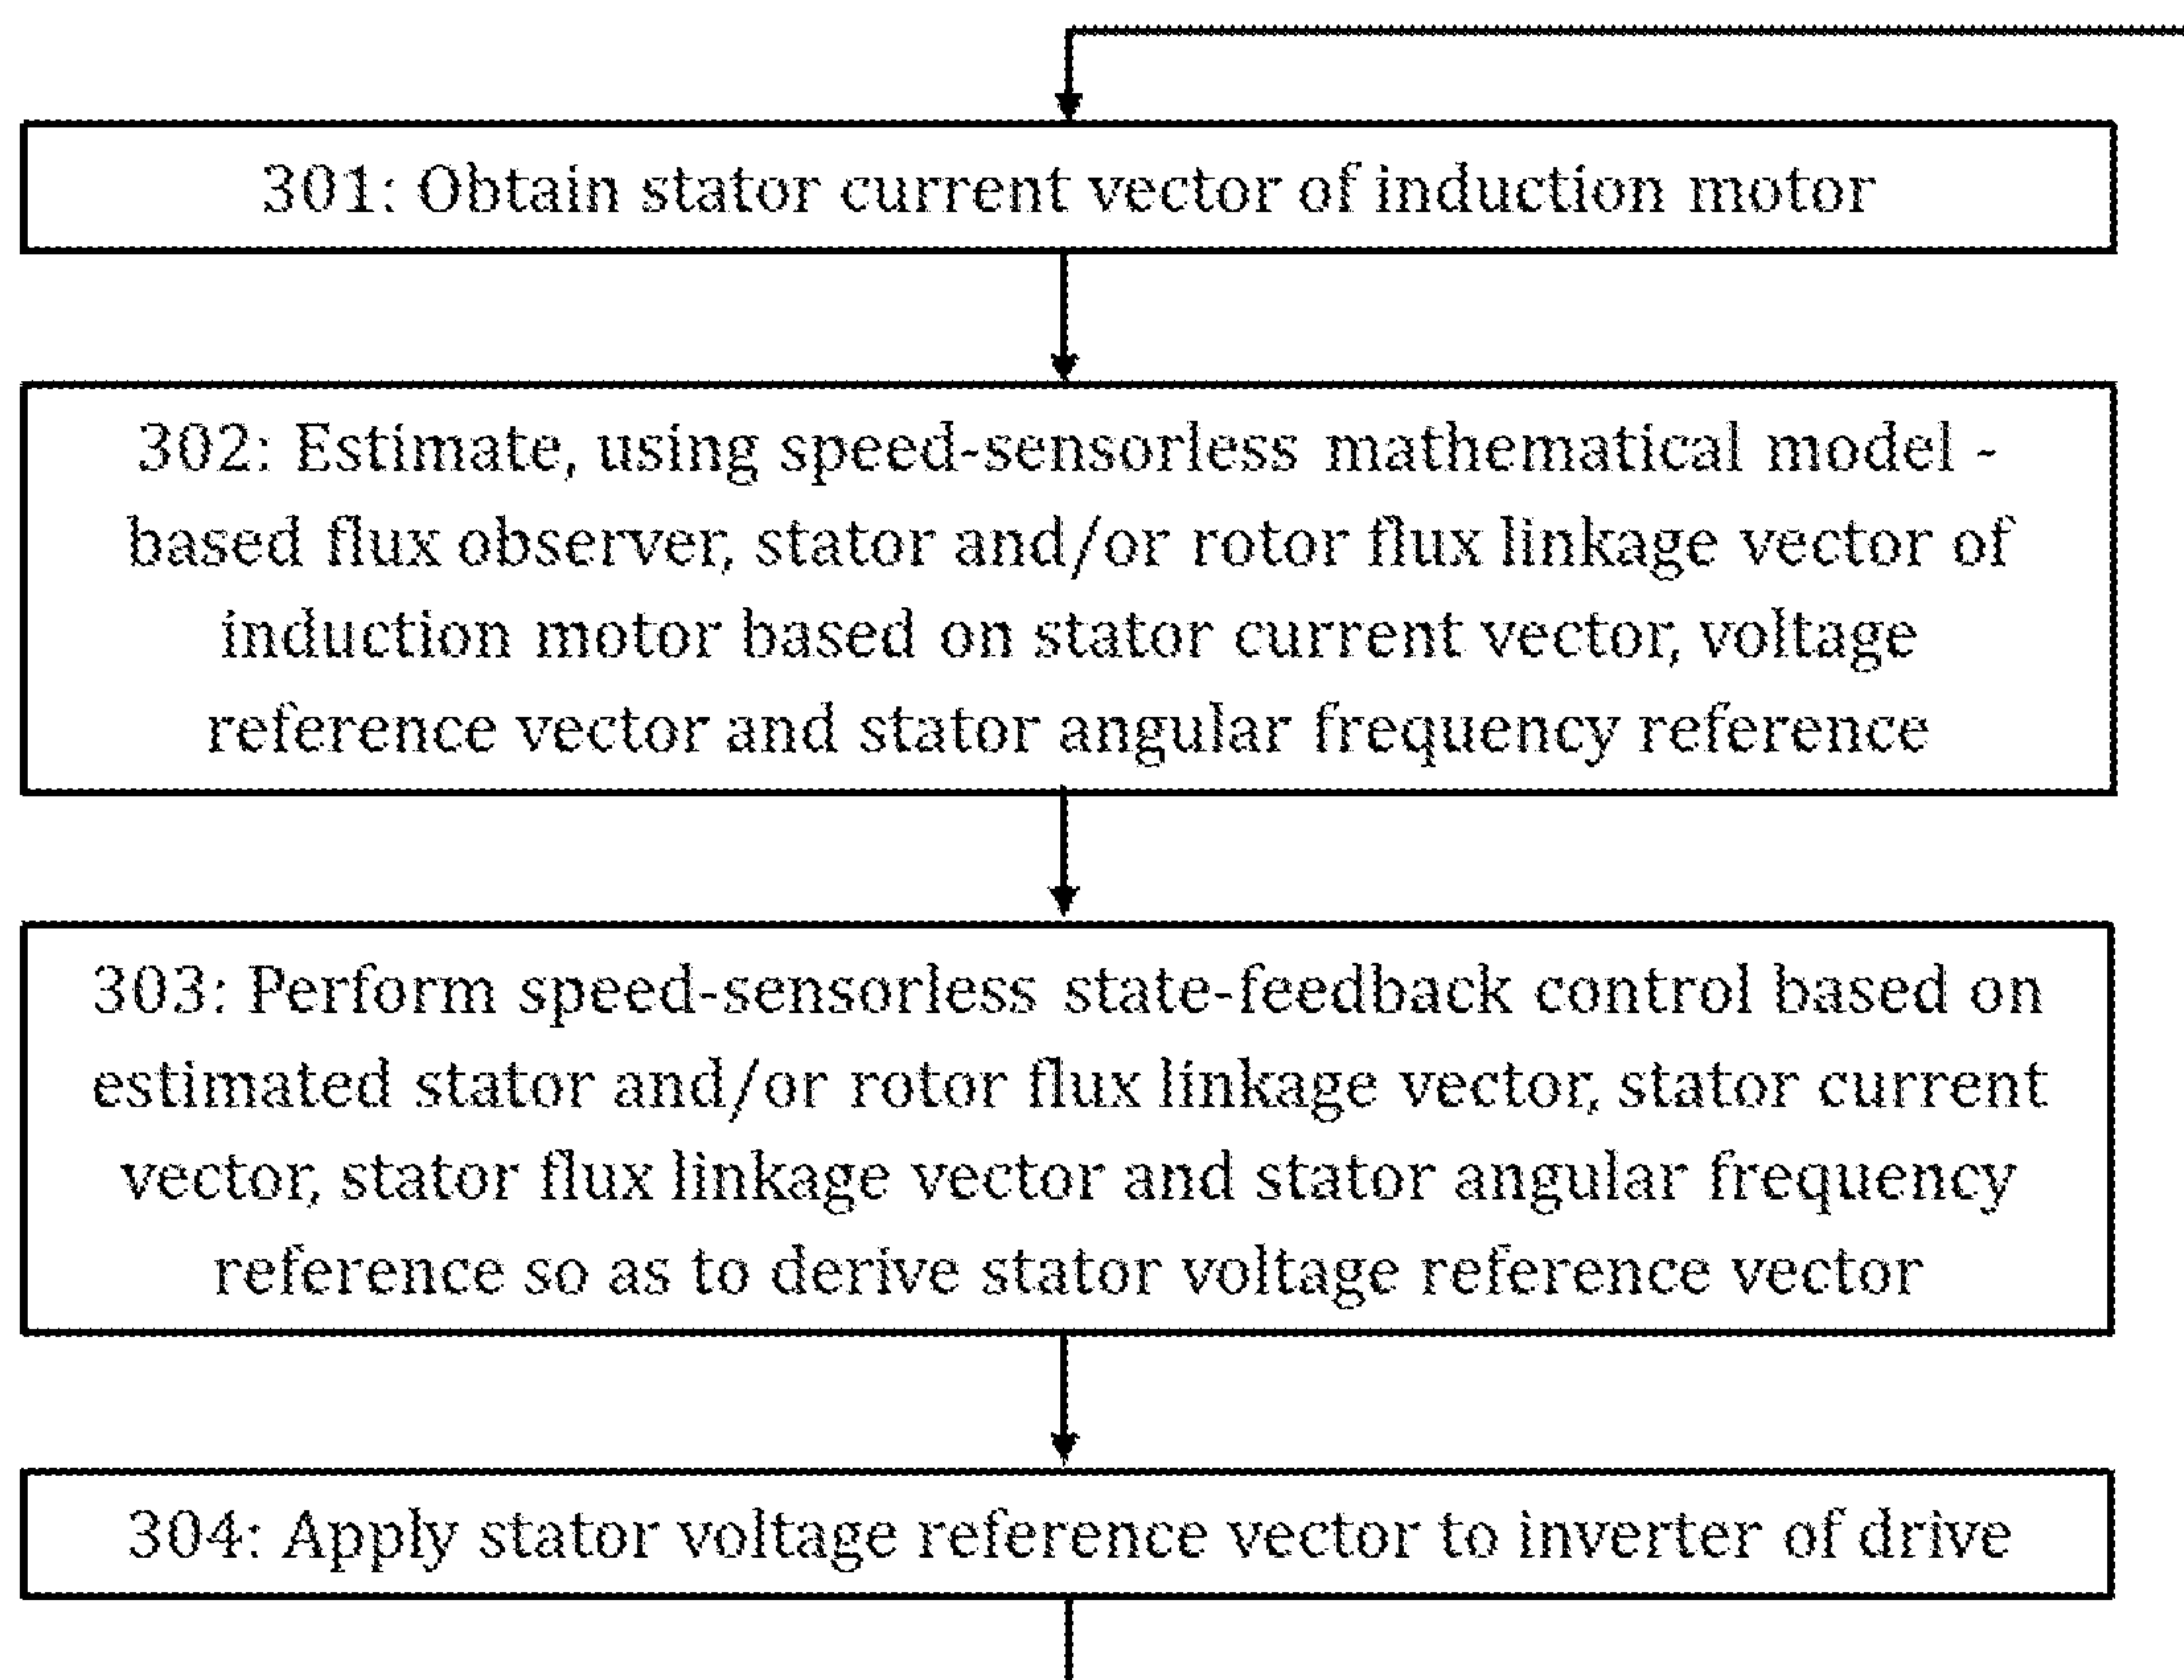 301: Obtain stator current vector of induction motor
302: Estimate, using speed-sensorless mathematical model -
based flux observer, stator and/or rotor flux linkage vector of
induction motor based on stator current vector, voltage
reference vector and stator angular frequency reference
303: Perform speed-sensorless state-feedback control based on
estimated stator and/or rotor flux linkage vector, stator current
vector, stator flux linkage vector and stator angular frequency
reference so as to derive stator voltage reference vector
304: Apply stator voltage reference vector to inverter of drive